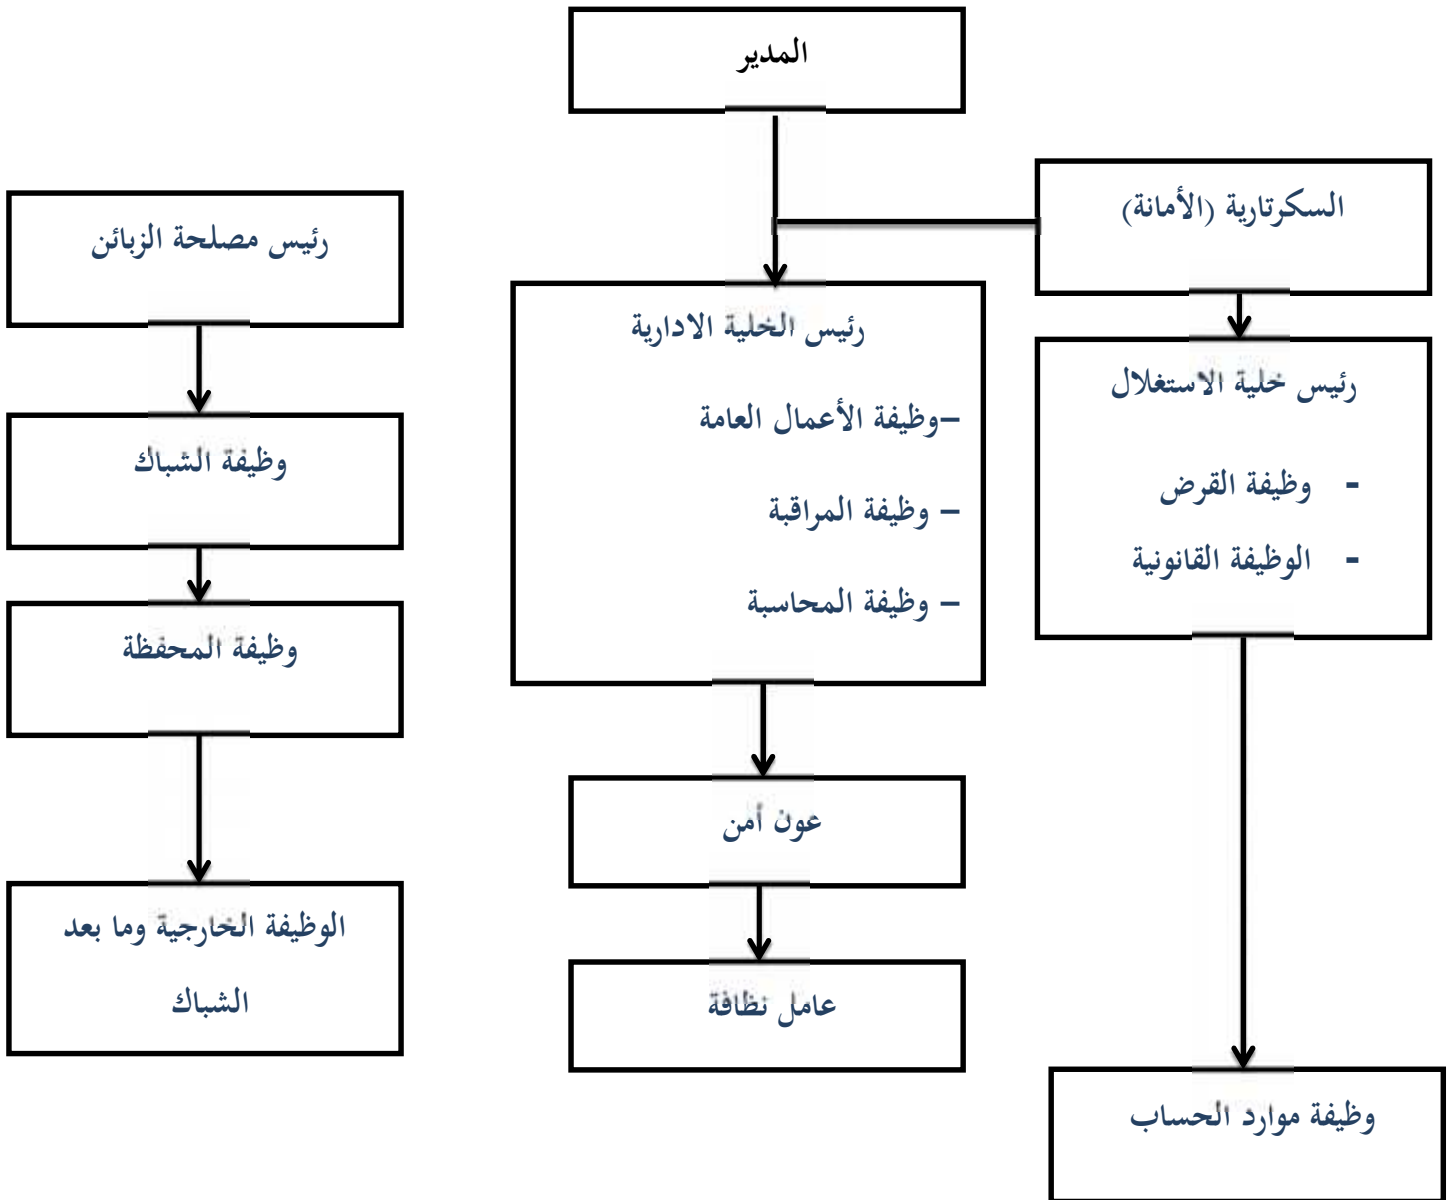 المدير
السكرتارية (الأمانة)
رئيس مصلحة الزبائن
رئيس الخلية الادارية
–وظيفة الأعمال العامة
– وظيفة المراقبة
– وظيفة المحاسبة
رئيس خلية الاستغلال
- وظيفة القرض
- الوظيفة القانونية
وظيفة الشباك
وظيفة المحفظة
عون أمن
الوظيفة الخارجية وما بعد
الشباك
عامل نظافة
وظيفة موارد الحساب